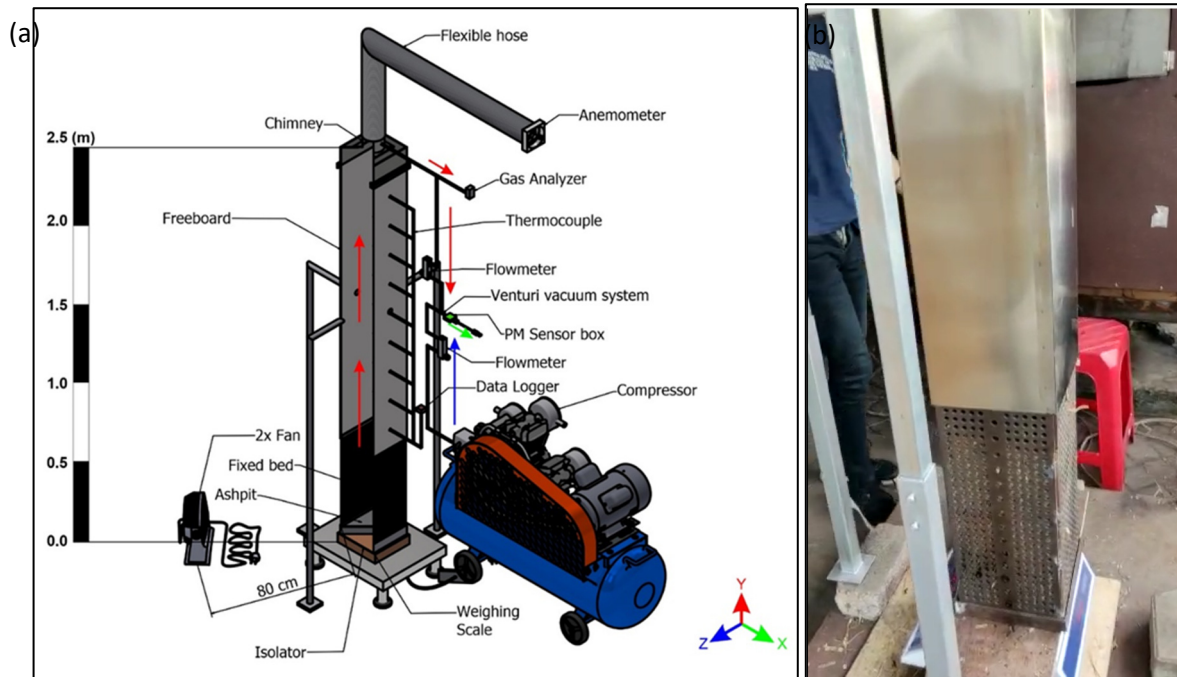 (a)
(b)
Flexible hose
Chimney
Anemometer
2.5 (m)
Gas Analyzer
2.0
Freeboard
Thermocouple
Flowmeter
Venturi vacuum system
1.5
PM Sensor box
Flowmeter
1.0
Data Logger
Compressor
2x Fan
0.5
Fixed bed
Ashpit
0.0
80 cm
Weighing
Scale
Isolator
Y
Z
X